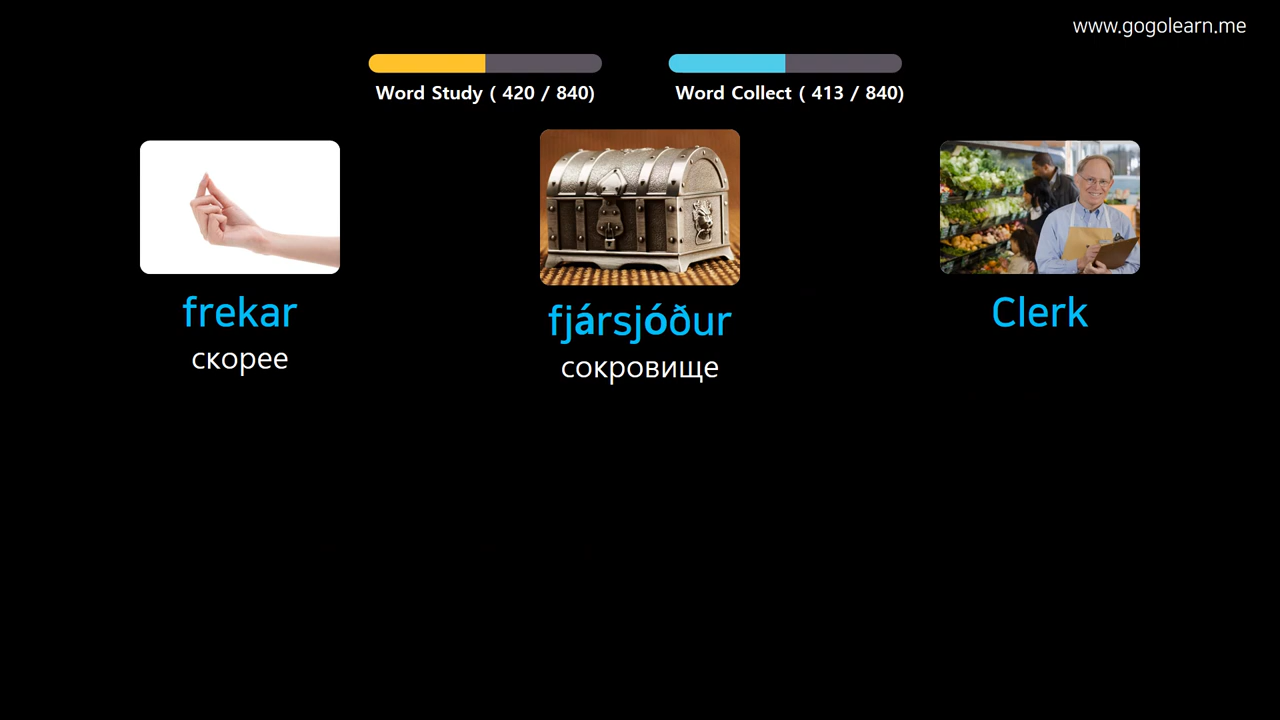 www.gogolearn.me
Word Study ( 420 / 840)
Word Collect ( 413 / 840)
frekar
скорее
fjársjóður
сокровище
Clerk